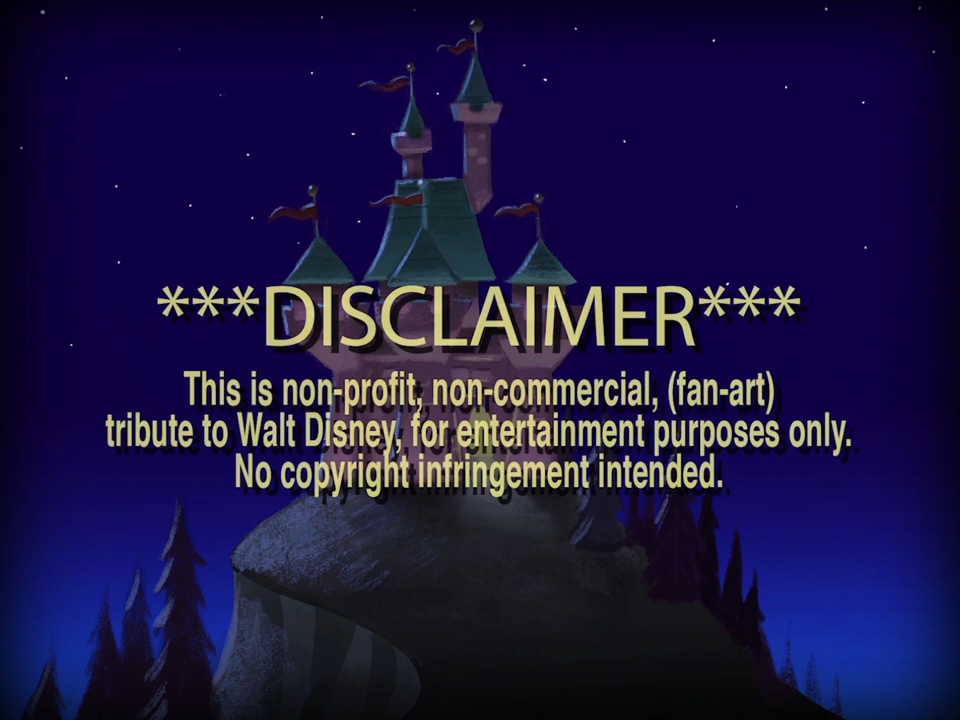 ***DISCLAIMER***
This is non-profit, non-commercial, (fan-art)
tribute to Walt Disney, for entertainment purposes only.
No copyright infringement intended.